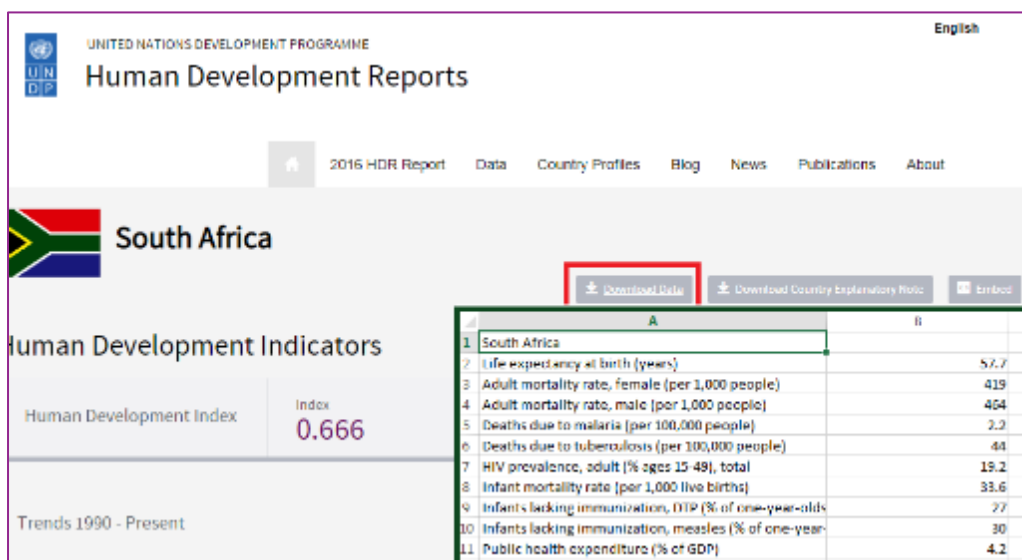 English
UNITED NATIONS DEVELOPMENT PROGRAMME
Human Development Reports
U N
D P
2016 HDR Report Data Country Profiles Blog News Publications About
South Africa
Download Data Download Country Explanatory Note Embed
Human Development Indicators
Human Development Index
Index
0.666
Trends 1990 - Present
A B
1 South Africa
2 Life expectancy at birth (years) 57.7
3 Adult mortality rate, female (per 1,000 people) 419
4 Adult mortality rate, male (per 1,000 people) 464
5 Deaths due to malaria (per 100,000 people) 2.2
6 Deaths due to tuberculosis (per 100,000 people) 44
7 HIV prevalence, adult (% ages 15-49), total 19.2
8 Infant mortality rate (per 1,000 live births) 33.6
9 Infants lacking immunization, DTP (% of one-year-olds 27
10 Infants lacking immunization, measles (% of one-year- 30
11 Public health expenditure (% of GDP) 4.2